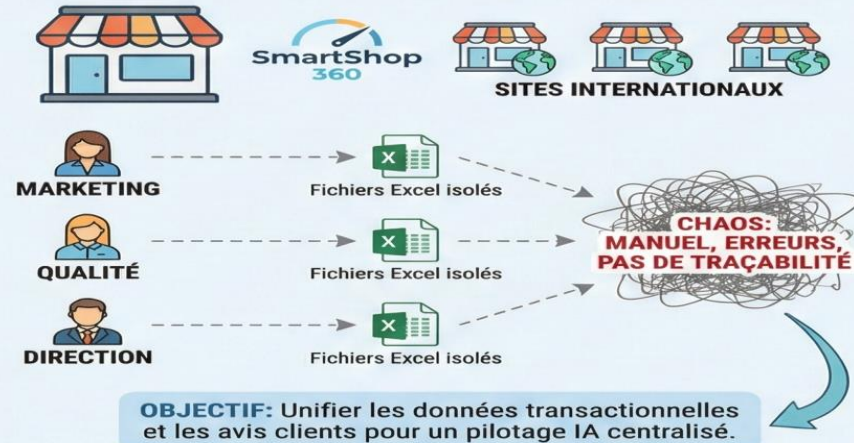 SmartShop
360
SITES INTERNATIONAUX
MARKETING
X
Fichiers Excel isolés
QUALITÉ
X
Fichiers Excel isolés
DIRECTION
X
Fichiers Excel isolés
CHAOS:
MANUEL, ERREURS,
PAS DE TRAÇABILITÉ
OBJECTIF: Unifier les données transactionnelles
et les avis clients pour un pilotage IA centralisé.